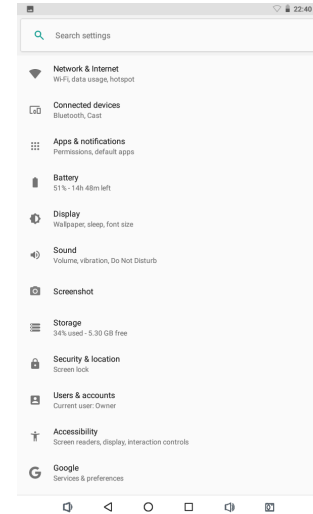 22:40
Search settings
Network & Internet
Wi-Fi, data usage, hotspot
Connected devices
Bluetooth, Cast
Apps & notifications
Permissions, default apps
Battery
51% - 14h 48m left
Display
Wallpaper, sleep, font size
Sound
Volume, vibration, Do Not Disturb
Screenshot
Storage
34% used - 5.30 GB free
Security & location
Screen lock
Users & accounts
Current user: Owner
Accessibility
Screen readers, display, interaction controls
Google
Services & preferences